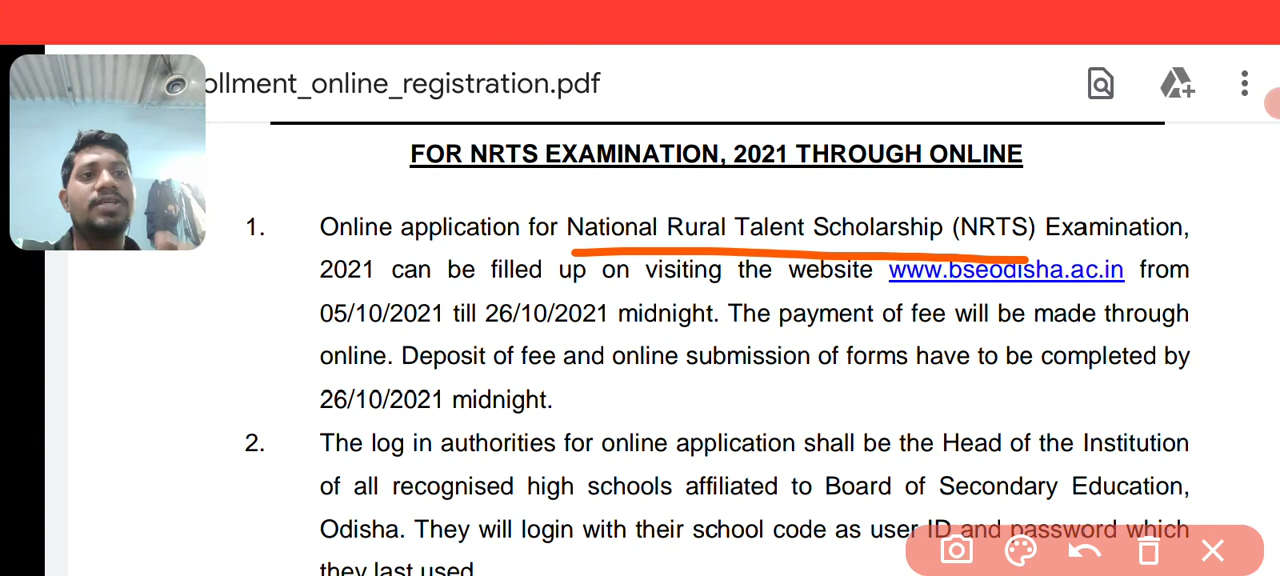 ollment_online_registration.pdf
FOR NRTS EXAMINATION, 2021 THROUGH ONLINE
1. Online application for National Rural Talent Scholarship (NRTS) Examination,
2021 can be filled up on visiting the website www.bseodisha.ac.in from
05/10/2021 till 26/10/2021 midnight. The payment of fee will be made through
online. Deposit of fee and online submission of forms have to be completed by
26/10/2021 midnight.
2. The log in authorities for online application shall be the Head of the Institution
of all recognised high schools affiliated to Board of Secondary Education,
Odisha. They will login with their school code as user ID and password which
they last used